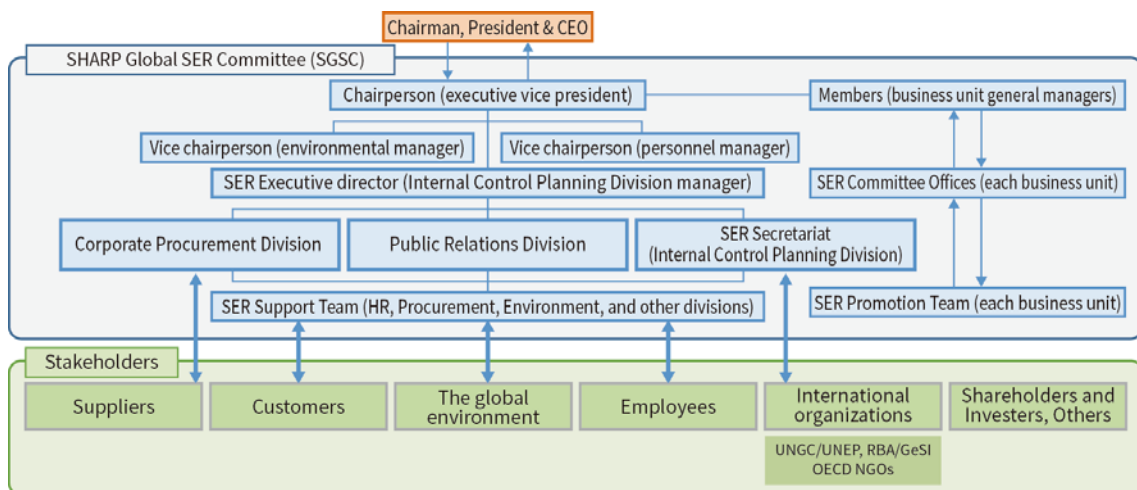 Chairman, President & CEO
SHARP Global SER Committee (SGSC)
Chairperson (executive vice president)
Members (business unit general managers)
Vice chairperson (environmental manager)
Vice chairperson (personnel manager)
SER Executive director (Internal Control Planning Division manager)
SER Committee Offices (each business unit)
Corporate Procurement Division
Public Relations Division
SER Secretariat
(Internal Control Planning Division)
SER Support Team (HR, Procurement, Environment, and other divisions)
SER Promotion Team (each business unit)
Stakeholders
Suppliers
Customers
The global
environment
Employees
International
organizations
Shareholders and
Investers, Others
UNGC/UNEP, RBA/GeSI
OECD NGOs